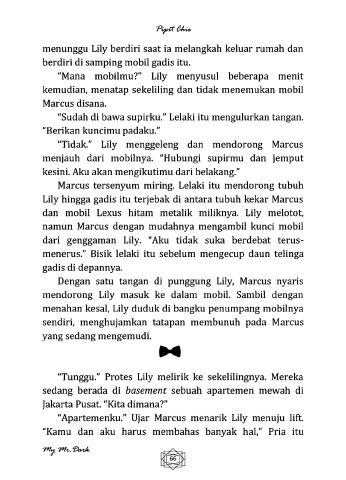 Pipit Chie
menunggu Lily berdiri saat ia melangkah keluar rumah dan
berdiri di samping mobil gadis itu.
“Mana mobilmu?” Lily menyusul beberapa menit
kemudian, menatap sekeliling dan tidak menemukan mobil
Marcus disana.
“Sudah di bawa supirku.” Lelaki itu mengulurkan tangan.
“Berikan kuncimu padaku.”
“Tidak.” Lily menggeleng dan mendorong Marcus
menjauh dari mobilnya. “Hubungi supirmu dan jemput
kesini. Aku akan mengikutimu dari belakang.”
Marcus tersenyum miring. Lelaki itu mendorong tubuh
Lily hingga gadis itu terjebak di antara tubuh kekar Marcus
dan mobil Lexus hitam metalik miliknya. Lily melotot,
namun Marcus dengan mudahnya mengambil kunci mobil
dari genggaman Lily. “Aku tidak suka berdebat terus-
menerus.” Bisik lelaki itu sebelum mengecup daun telinga
gadis di depannya.
Dengan satu tangan di punggung Lily, Marcus nyaris
mendorong Lily masuk ke dalam mobil. Sambil dengan
menahan kesal, Lily duduk di bangku penumpang mobilnya
sendiri, menghujamkan tatapan membunuh pada Marcus
yang sedang mengemudi.
“Tunggu.” Protes Lily melirik ke sekelilingnya. Mereka
sedang berada di basement sebuah apartemen mewah di
Jakarta Pusat. “Kita dimana?”
“Apartemenku.” Ujar Marcus menarik Lily menuju lift.
“Kamu dan aku harus membahas banyak hal,” Pria itu
My Mr. Dark
66